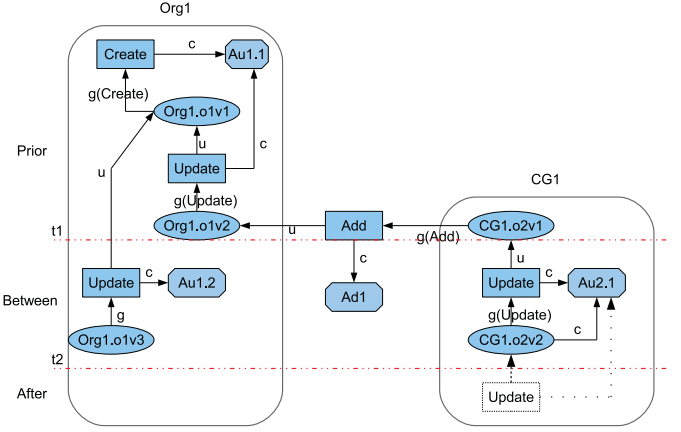 Org1
Create
c
Au1.1
g(Create)
Org1.o1v1
Prior
u
u
c
Update
CG1
g(Update)
Org1.o1v2
u
Add
g(Add)
CG1.o2v1
t1
c
u
Update
c
Au1.2
Ad1
Update
c
Au2.1
Between
g
g(Update)
Org1.o1v3
CG1.o2v2
c
t2
After
Update